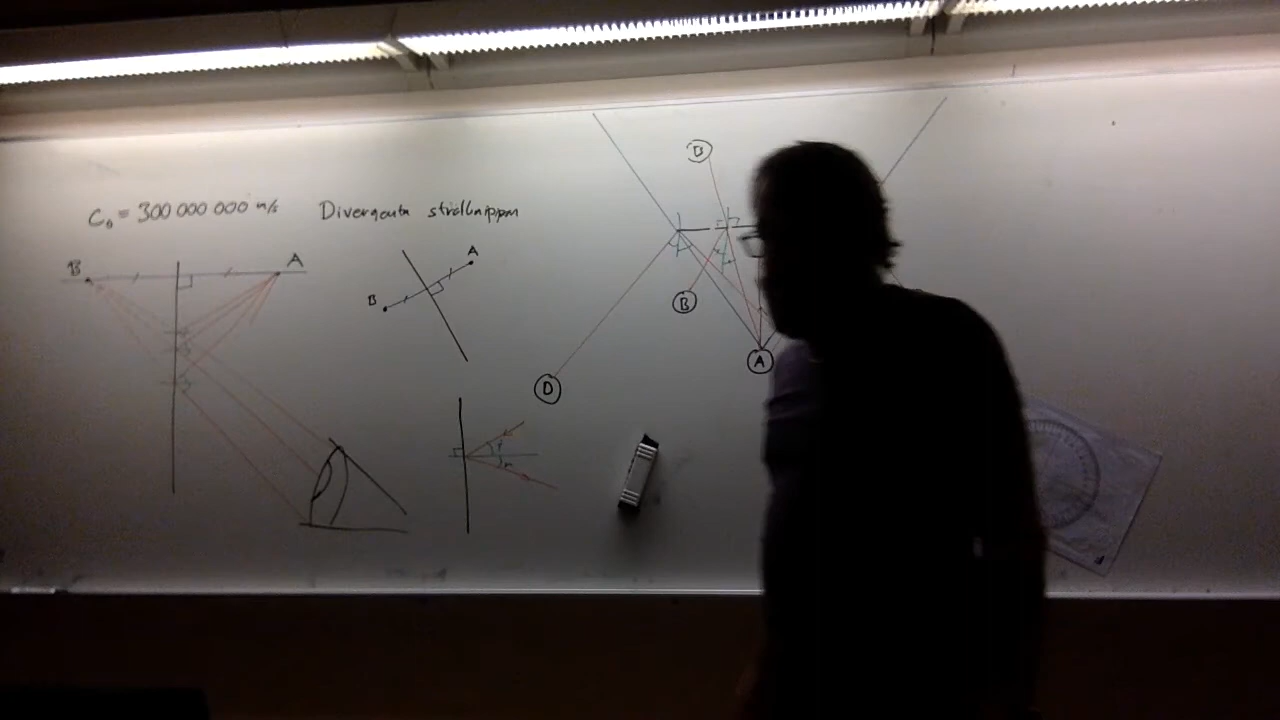 C₀ = 300 000 000 m/s Divergenta strålknippen
B A
B A
i
r
D
B
D
A